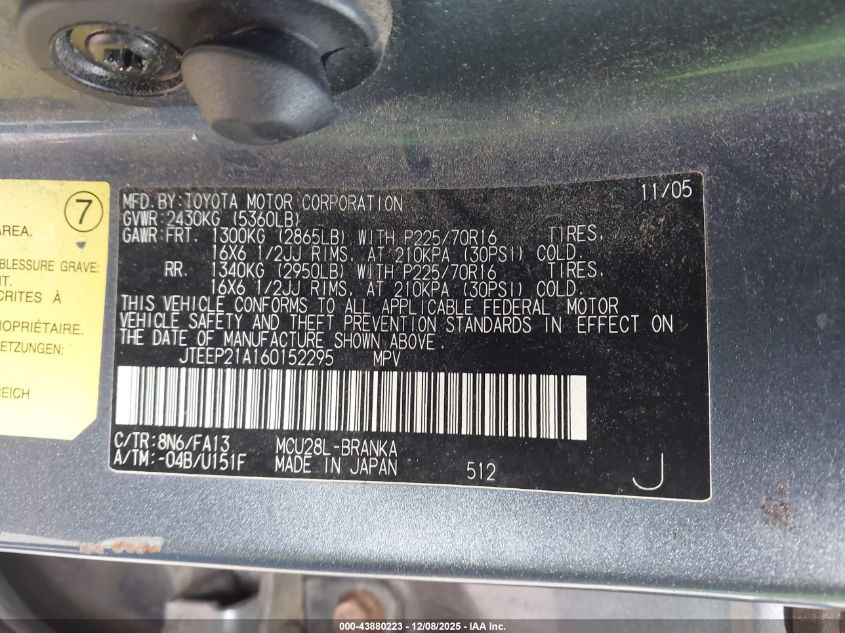 7
AREA.
BLESSURE GRAVE:
NT.
CRITES À
PROPRIÉTAIRE.
ETZUNGEN:
REICH
MFD. BY: TOYOTA MOTOR CORPORATION 11/05
GVWR: 2430KG (5360LB)
GAWR: FRT. 1300KG (2865LB) WITH P225/70R16 TIRES,
16X6 1/2JJ RIMS, AT 210KPA (30PSI) COLD.
RR. 1340KG (2950LB) WITH P225/70R16 TIRES,
16X6 1/2JJ RIMS, AT 210KPA (30PSI) COLD.
THIS VEHICLE CONFORMS TO ALL APPLICABLE FEDERAL MOTOR
VEHICLE SAFETY AND THEFT PREVENTION STANDARDS IN EFFECT ON
THE DATE OF MANUFACTURE SHOWN ABOVE.
JTEEP21A160152295 MPV
C/TR: 8N6/FA13 MCU28L-BRANKA
A/TM: -04B/U151F MADE IN JAPAN 512 J
000-43880223 - 12/08/2025 - IAA Inc.